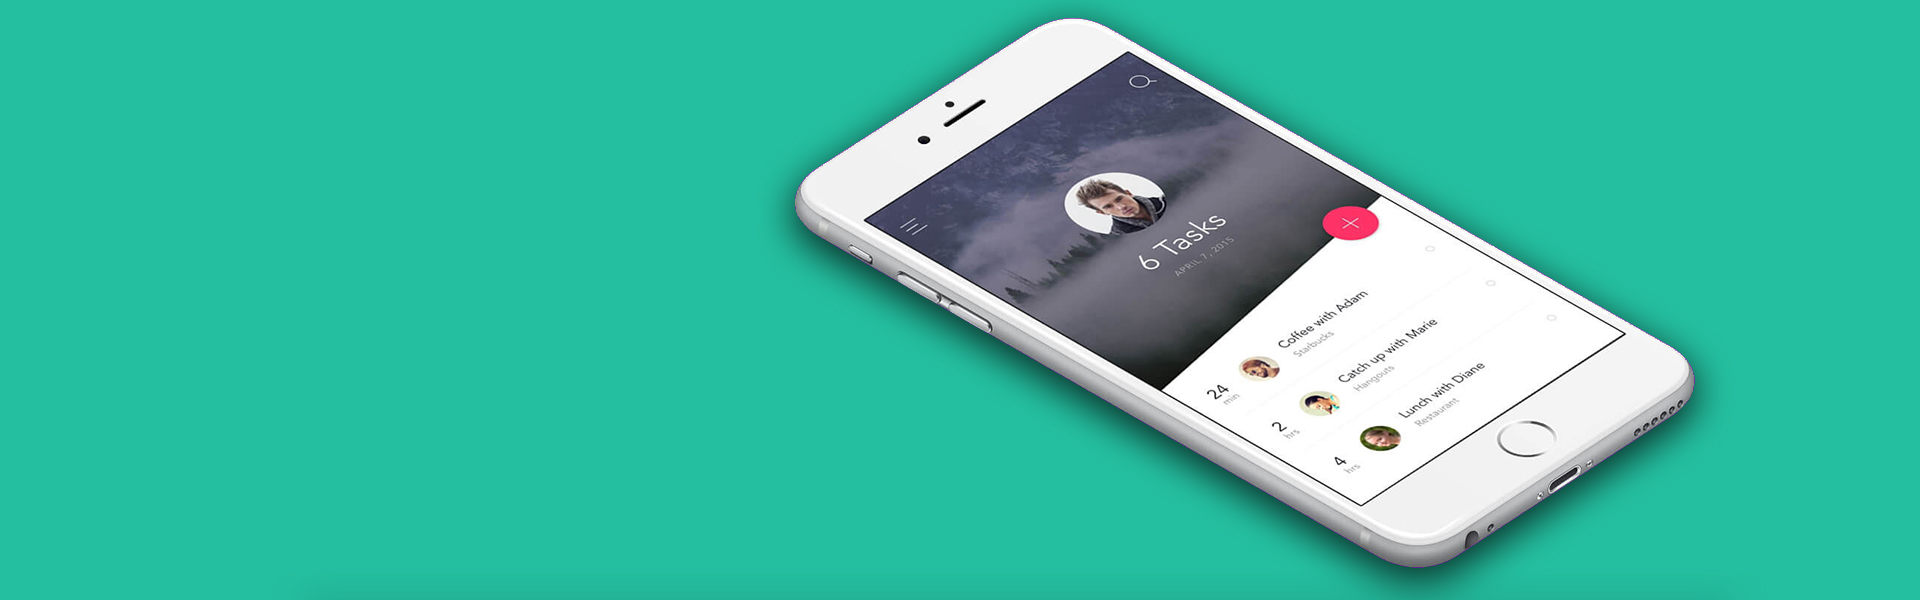 6 Tasks
APRIL 7, 2015
24
min
Coffee with Adam
Starbucks
2
hrs
Catch up with Marie
Hangouts
4
hrs
Lunch with Diane
Restaurant